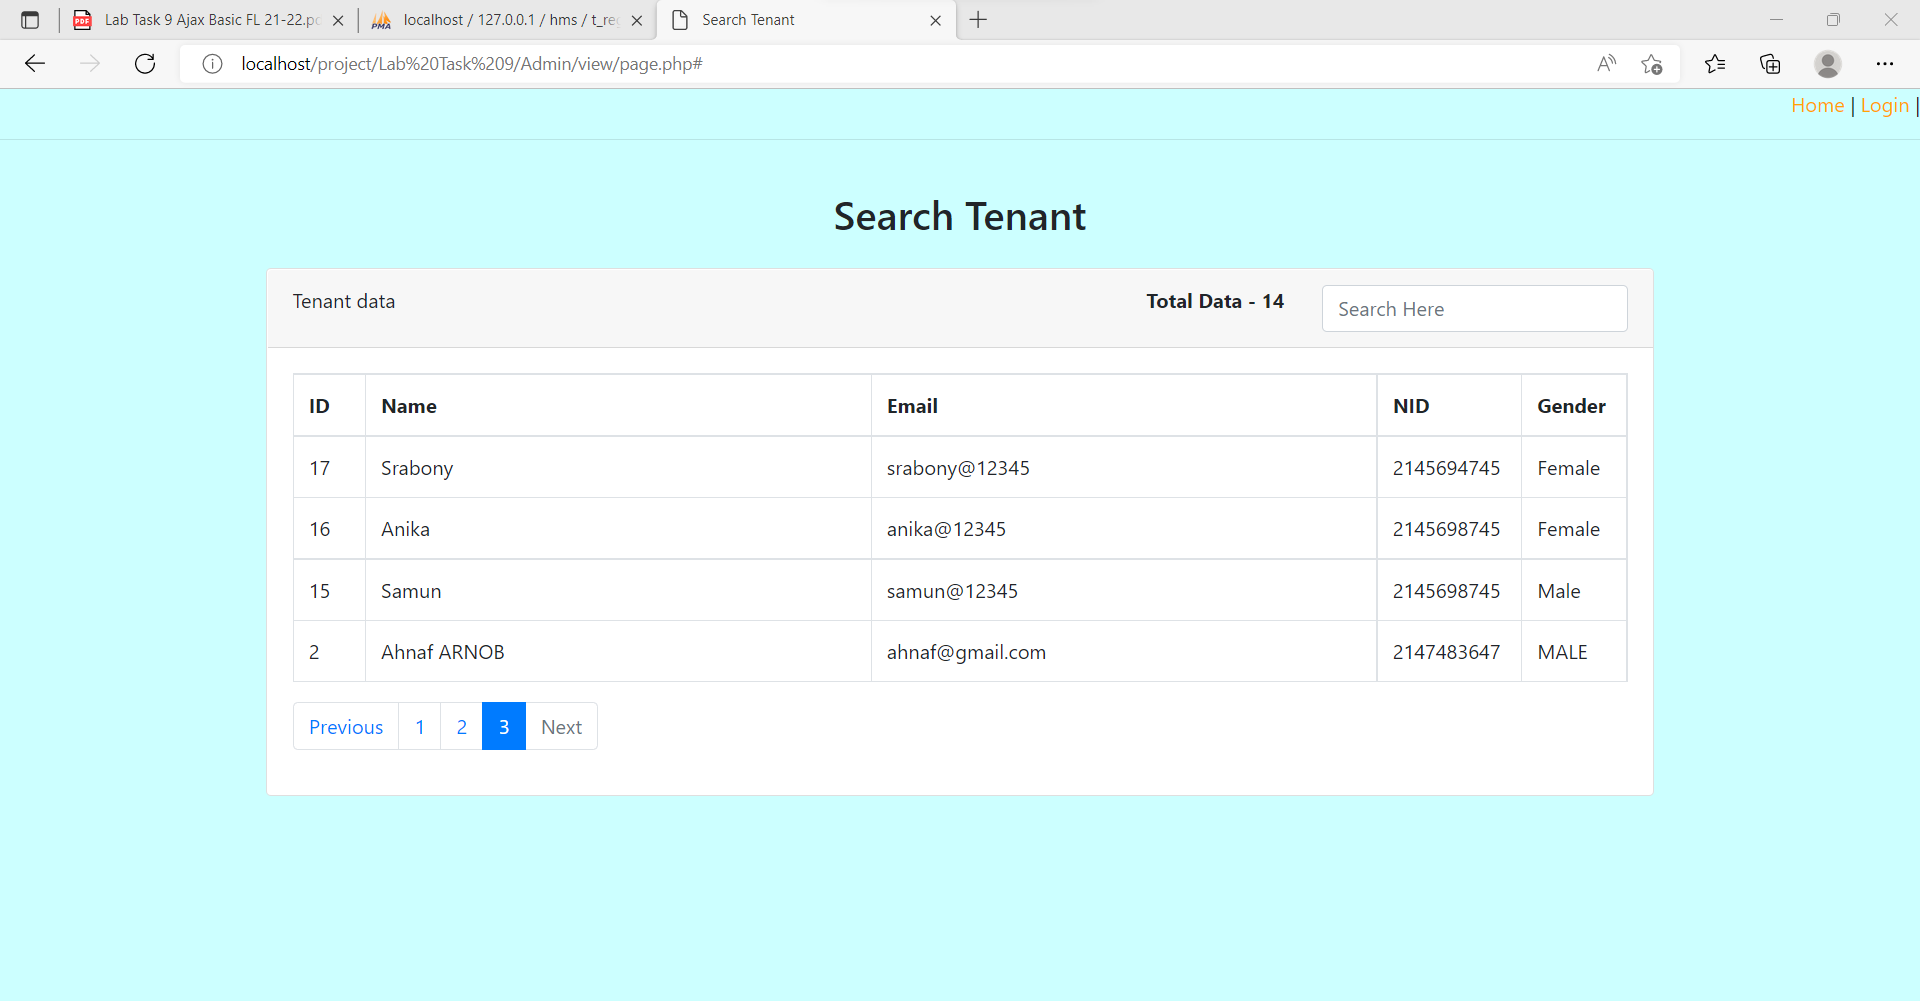 Lab Task 9 Ajax Basic FL 21-22.pd
localhost / 127.0.0.1 / hms / t_reg
Search Tenant
localhost/project/Lab%20Task%209/Admin/view/page.php#
Home | Login |
Search Tenant
Tenant data
Total Data - 14
Search Here
ID Name Email NID Gender
17 Srabony srabony@12345 2145694745 Female
16 Anika anika@12345 2145698745 Female
15 Samun samun@12345 2145698745 Male
2 Ahnaf ARNOB ahnaf@gmail.com 2147483647 MALE
Previous 1 2 3 Next